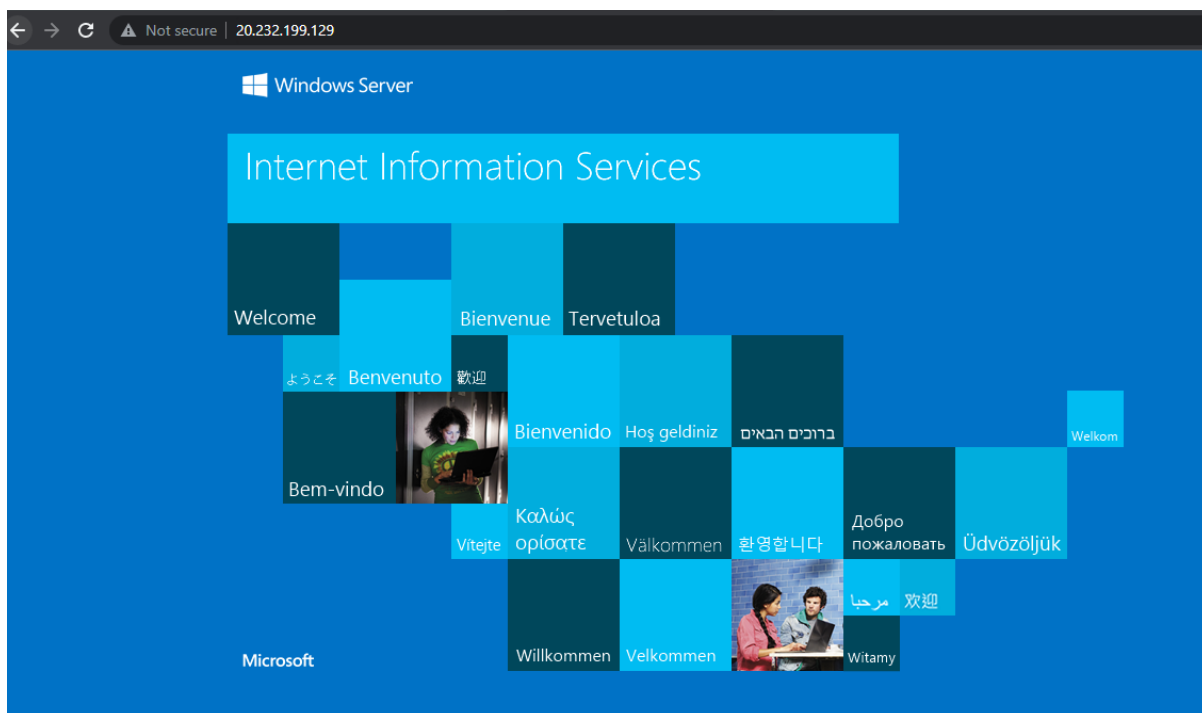 Not secure | 20.232.199.129
Windows Server
Internet Information Services
Welcome
Bienvenue
Tervetuloa
ようこそ
Benvenuto
歡迎
Bienvenido
Hoş geldiniz
ברוכים הבאים
Welkom
Bem-vindo
Vítejte
Καλώς
ορίσατε
Välkommen
환영합니다
Добро
пожаловать
Üdvözöljük
مرحبا
欢迎
Willkommen
Velkommen
Witamy
Microsoft